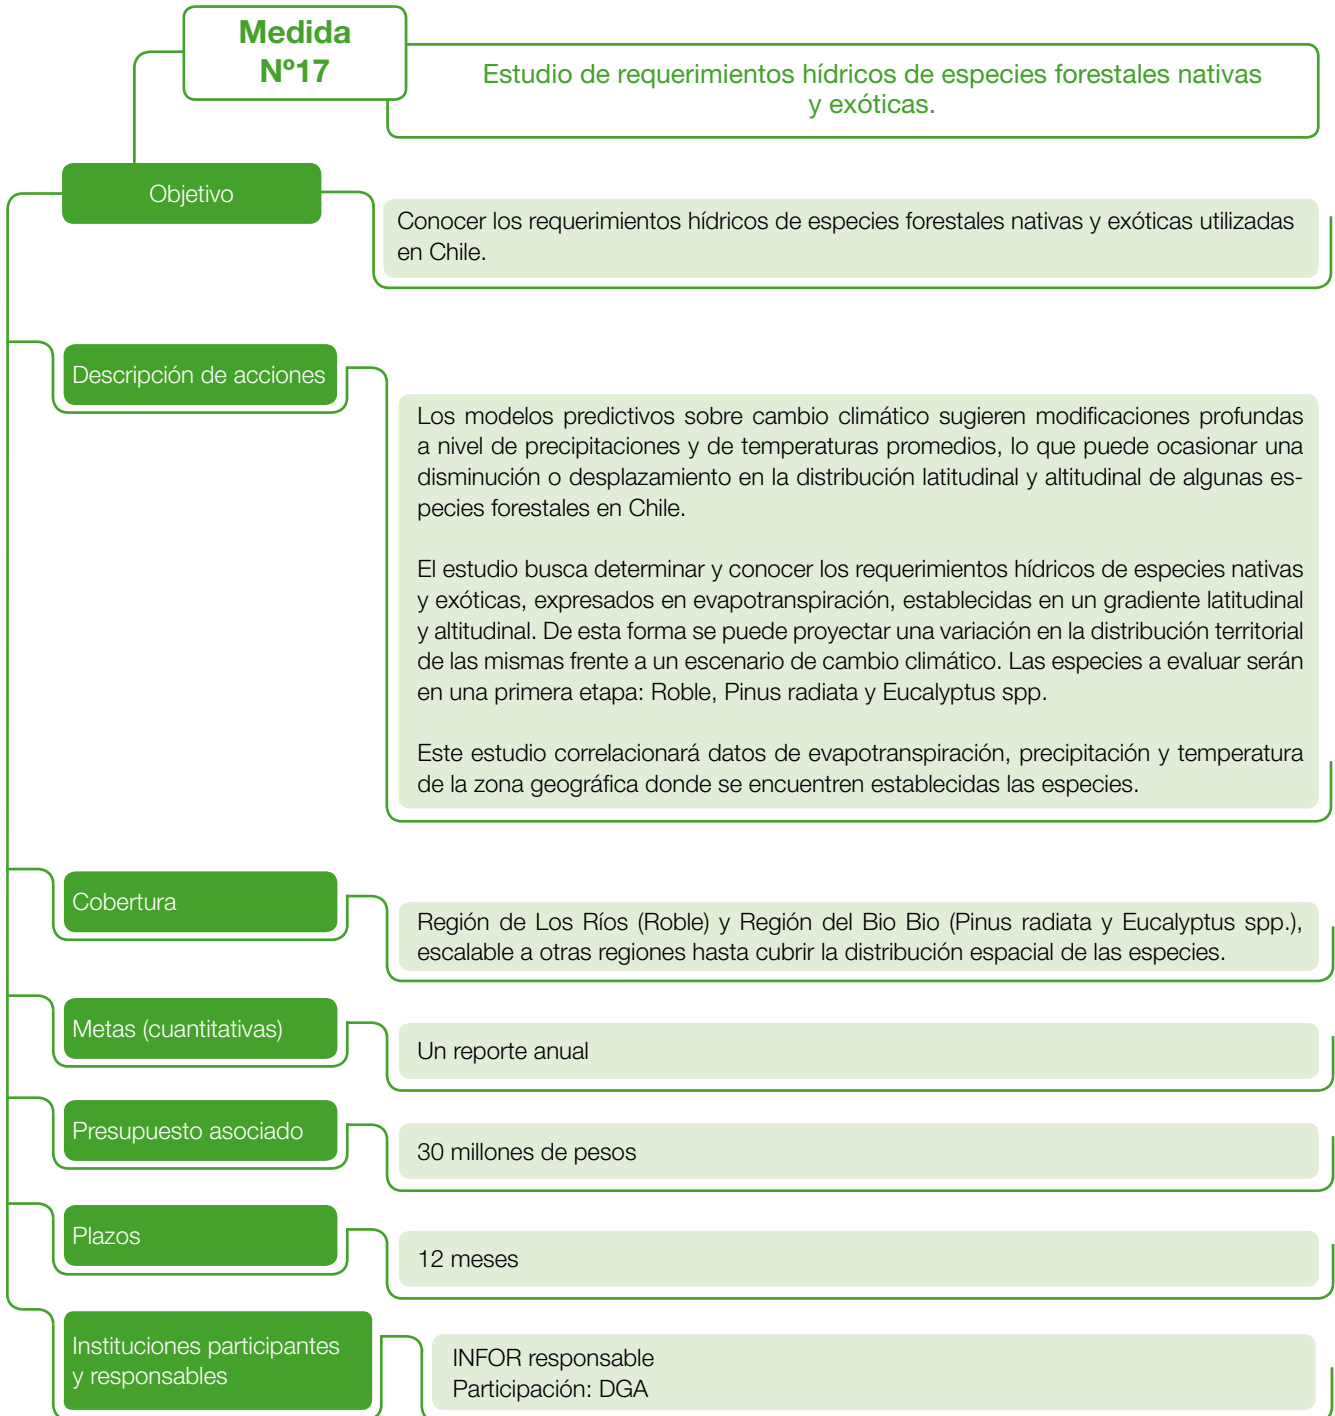 Medida
Nº17
Estudio de requerimientos hídricos de especies forestales nativas
y exóticas.
Objetivo
Conocer los requerimientos hídricos de especies forestales nativas y exóticas utilizadas
en Chile.
Descripción de acciones
Los modelos predictivos sobre cambio climático sugieren modificaciones profundas
a nivel de precipitaciones y de temperaturas promedios, lo que puede ocasionar una
disminución o desplazamiento en la distribución latitudinal y altitudinal de algunas es-
pecies forestales en Chile.
El estudio busca determinar y conocer los requerimientos hídricos de especies nativas
y exóticas, expresados en evapotranspiración, establecidas en un gradiente latitudinal
y altitudinal. De esta forma se puede proyectar una variación en la distribución territorial
de las mismas frente a un escenario de cambio climático. Las especies a evaluar serán
en una primera etapa: Roble, Pinus radiata y Eucalyptus spp.
Este estudio correlacionará datos de evapotranspiración, precipitación y temperatura
de la zona geográfica donde se encuentren establecidas las especies.
Cobertura
Región de Los Ríos (Roble) y Región del Bio Bio (Pinus radiata y Eucalyptus spp.),
escalable a otras regiones hasta cubrir la distribución espacial de las especies.
Metas (cuantitativas)
Un reporte anual
Presupuesto asociado
30 millones de pesos
Plazos
12 meses
Instituciones participantes
y responsables
INFOR responsable
Participación: DGA